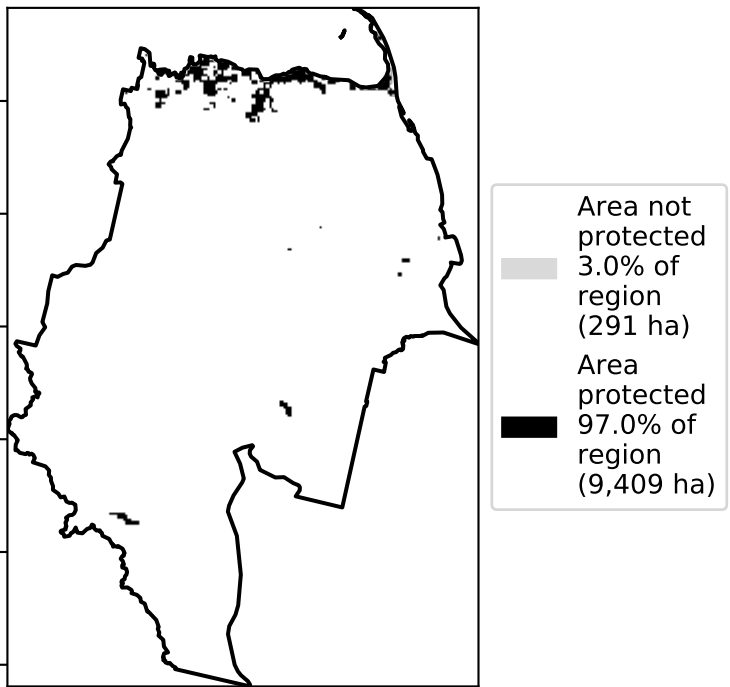 Area not
protected
3.0% of
region
(291 ha)
Area
protected
97.0% of
region
(9,409 ha)